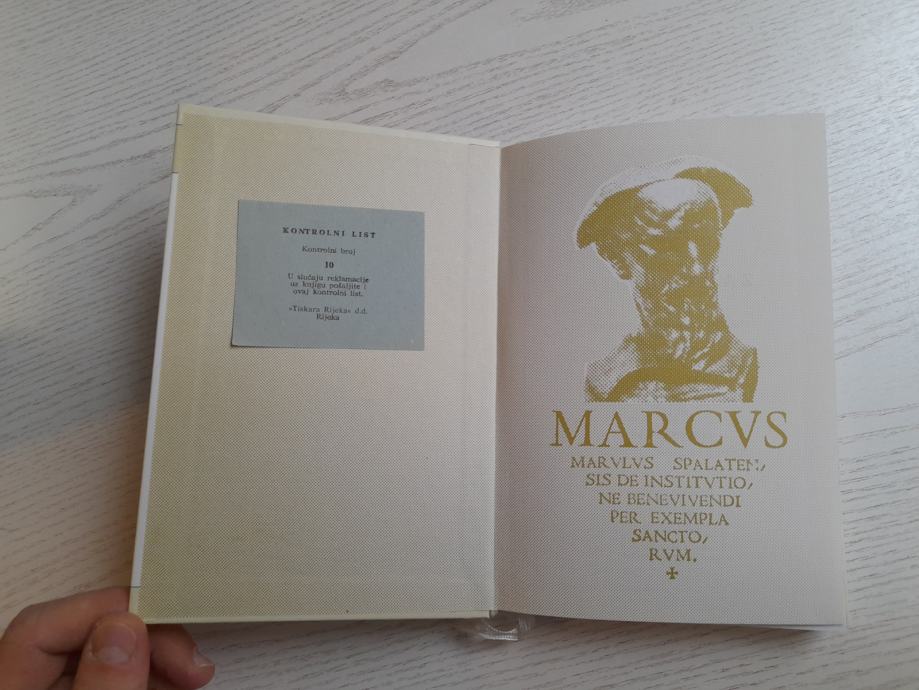 KONTROLNI LIST
Kontrolni broj
10
U slučaju reklamacije
uz knjigu pošaljite i
ovaj kontrolni list.
»Tiskara Rijeka« d.d.
Rijeka
MARCVS
MARVLVS SPALATEN/
SIS DE INSTITVTIO/
NE BENEVIVENDI
PER EXEMPLA
SANCTO/
RVM.